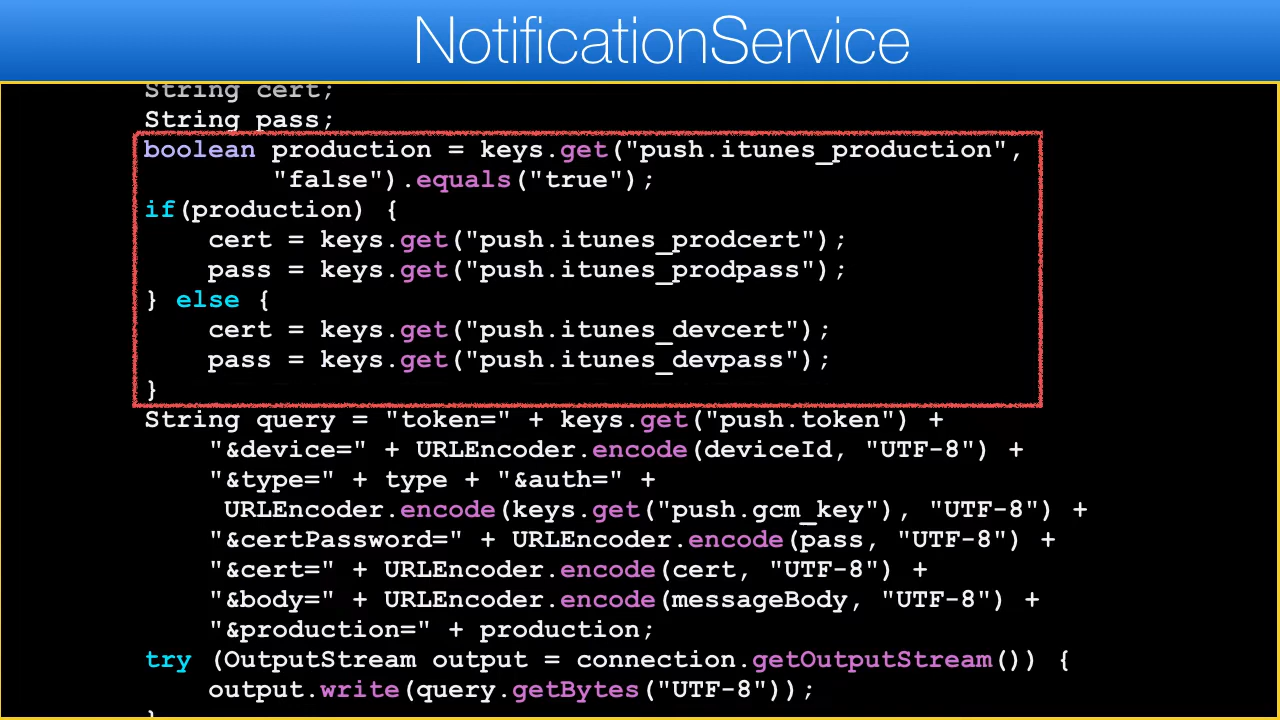 NotificationService
String cert;
String pass;
boolean production = keys.get("push.itunes_production",
        "false").equals("true");
if(production) {
    cert = keys.get("push.itunes_prodcert");
    pass = keys.get("push.itunes_prodpass");
} else {
    cert = keys.get("push.itunes_devcert");
    pass = keys.get("push.itunes_devpass");
}
String query = "token=" + keys.get("push.token") +
    "&device=" + URLEncoder.encode(deviceId, "UTF-8") +
    "&type=" + type + "&auth=" +
     URLEncoder.encode(keys.get("push.gcm_key"), "UTF-8") +
    "&certPassword=" + URLEncoder.encode(pass, "UTF-8") +
    "&cert=" + URLEncoder.encode(cert, "UTF-8") +
    "&body=" + URLEncoder.encode(messageBody, "UTF-8") +
    "&production=" + production;
try (OutputStream output = connection.getOutputStream()) {
    output.write(query.getBytes("UTF-8"));
}